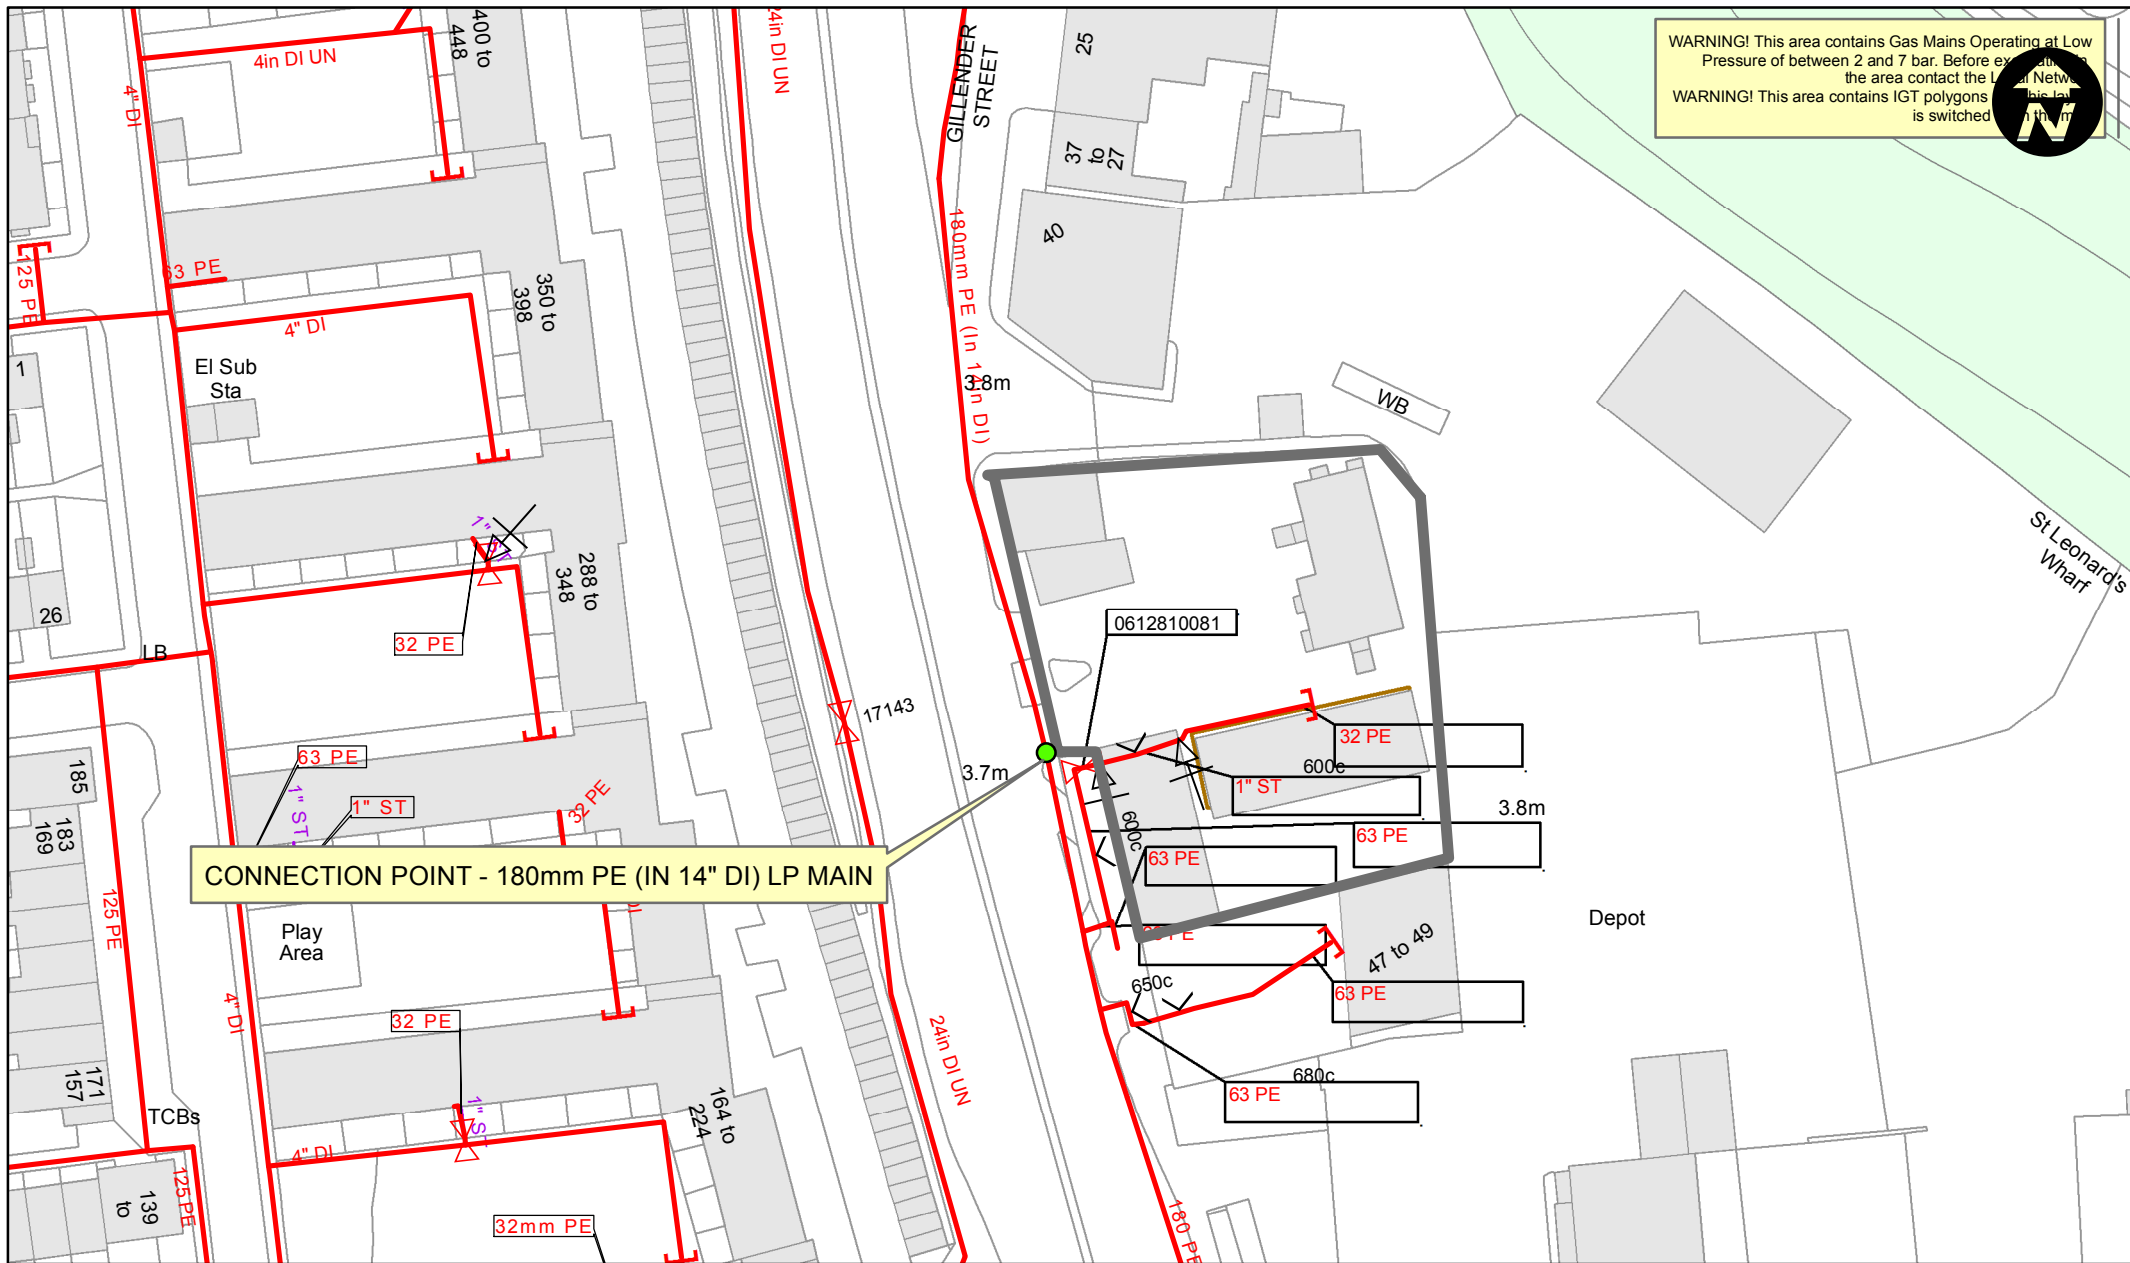 WARNING! This area contains Gas Mains Operating at Low
Pressure of between 2 and 7 bar. Before
the area contact the
WARNING! This area contains IGT polygons
is switched
N
400 to
448
4in DI UN
4" DI
24in DI UN
GILLENDER
STREET
25
37
to
27
40
63 PE
125 PE
4" DI
350 to
398
180mm PE (In 14in DI)
3.8m
El Sub
Sta
1
WB
St Leonard's
Wharf
1" ST
288 to
348
26
32 PE
LB
0612810081
17143
3.7m
63 PE
1" ST
1" ST
32 PE
185
183
169
32 PE
600c
1" ST
3.8m
63 PE
600c
63 PE
CONNECTION POINT - 180mm PE (IN 14" DI) LP MAIN
125 PE
Play
Area
DI
Depot
47 to 49
650c
63 PE
4" DI
32 PE
24in DI UN
680c
63 PE
171
157
TCBs
1" ST
164 to
224
4" DI
125 PE
139
to
32mm PE
180 PE